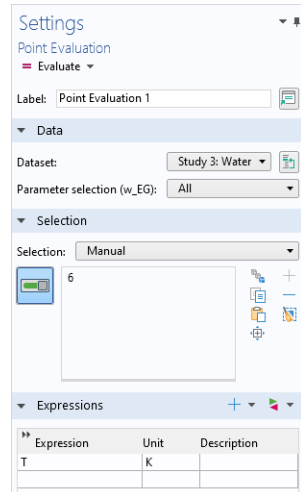 Settings
Point Evaluation
= Evaluate
Label: Point Evaluation 1
Data
Dataset: Study 3: Water
Parameter selection (w_EG): All
Selection
Selection: Manual
6
Expressions
Expression Unit Description
T K